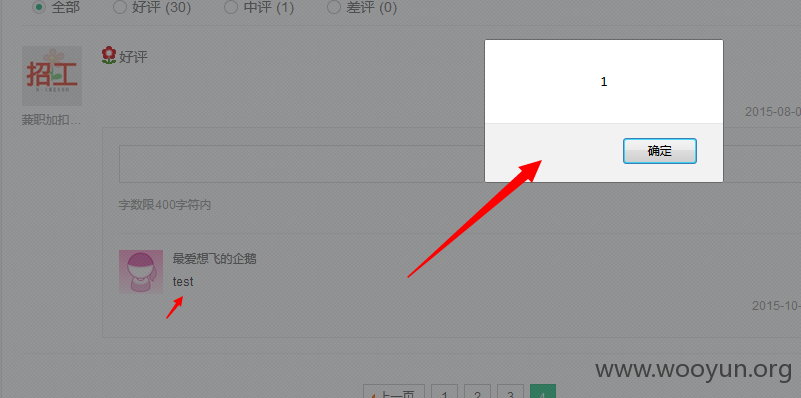 全部 好评 (30) 中评 (1) 差评 (0)
招工
好评
1
2015-08-0
兼职加扣...
确定
字数限400字符内
最爱想飞的企鹅
test
2015-10-
www.wooyun.org
上一页 1 2 3 4